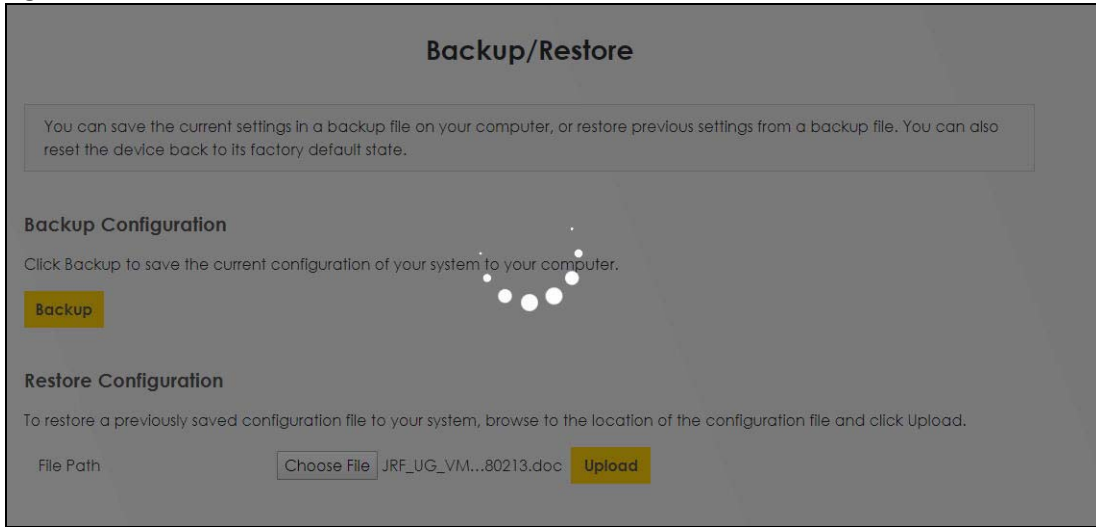 Backup/Restore
You can save the current settings in a backup file on your computer, or restore previous settings from a backup file. You can also
reset the device back to its factory default state.
Backup Configuration
Click Backup to save the current configuration of your system to your computer.
Backup
Restore Configuration
To restore a previously saved configuration file to your system, browse to the location of the configuration file and click Upload.
File Path Choose File JRF_UG_VM...80213.doc Upload